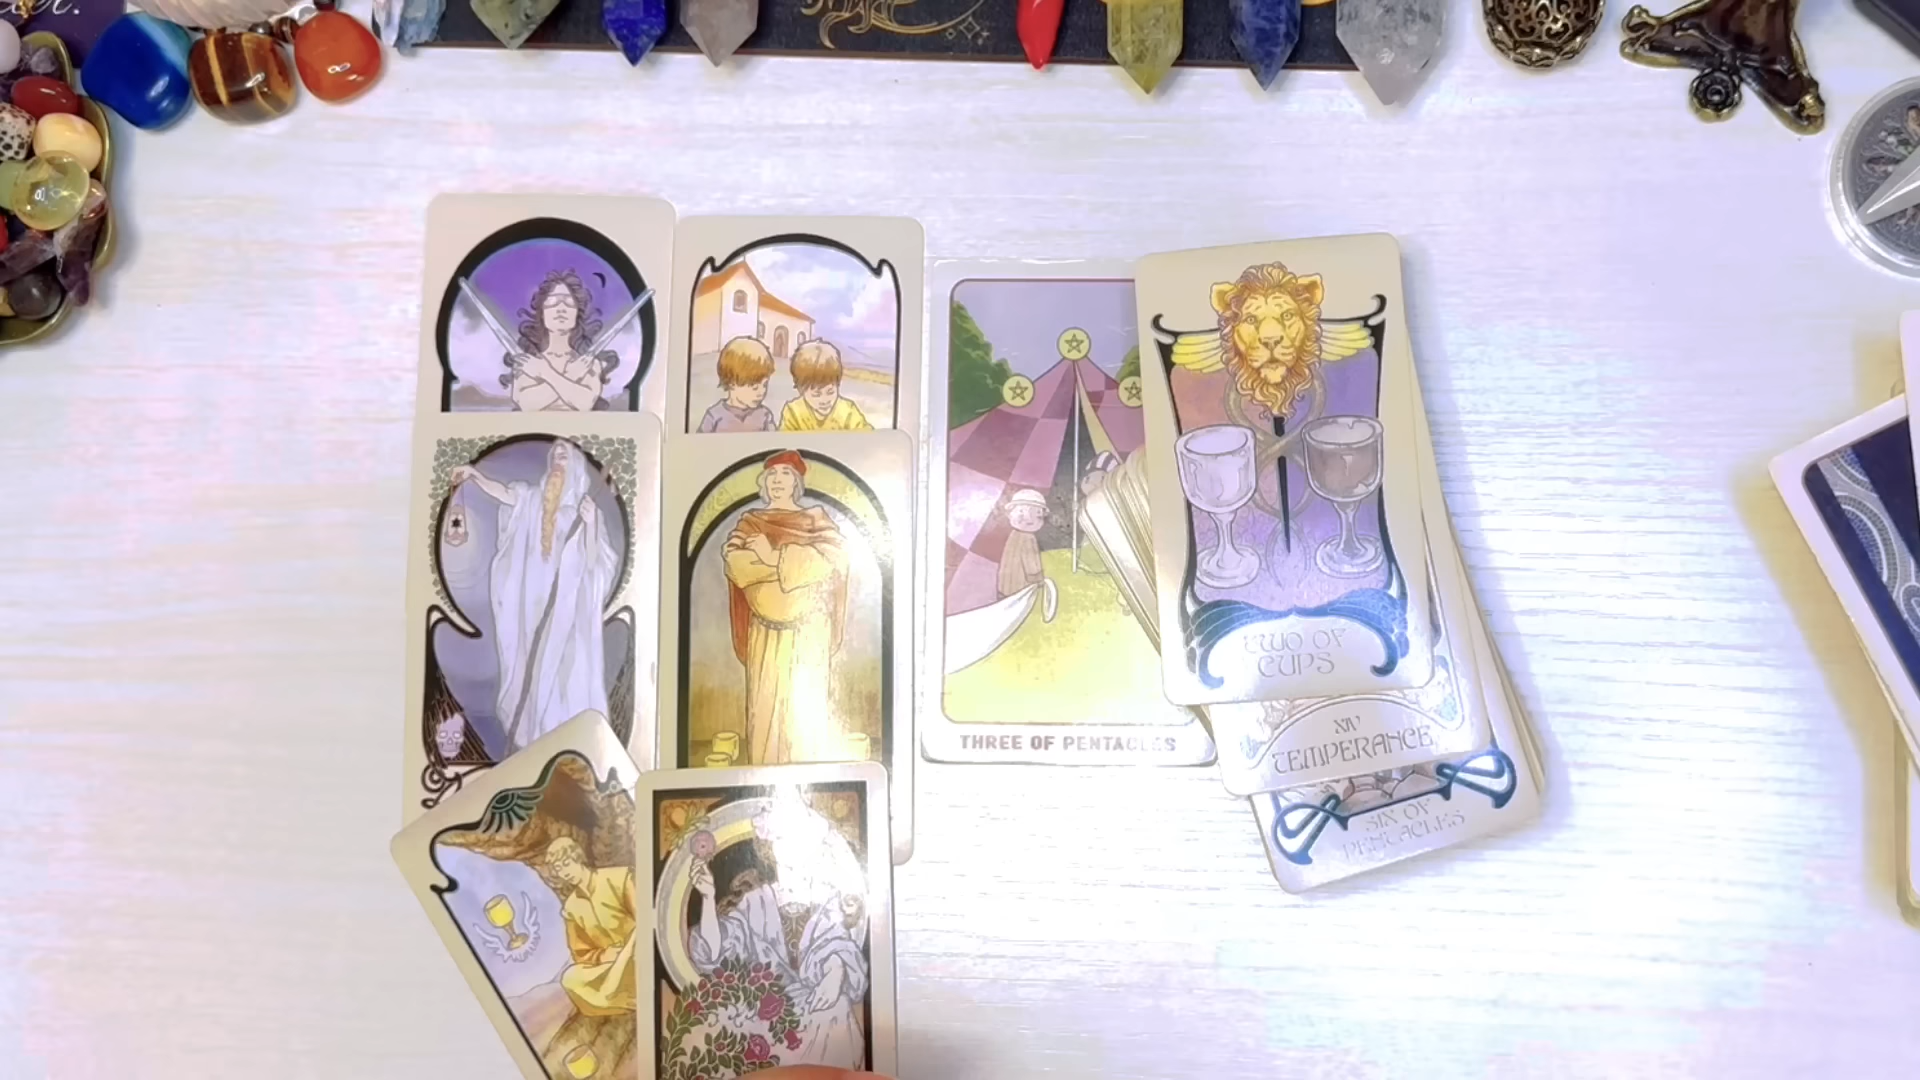 THREE OF PENTACLES
TWO OF
CUPS
XIV
TEMPERANCE
SIX OF
PENTACLES